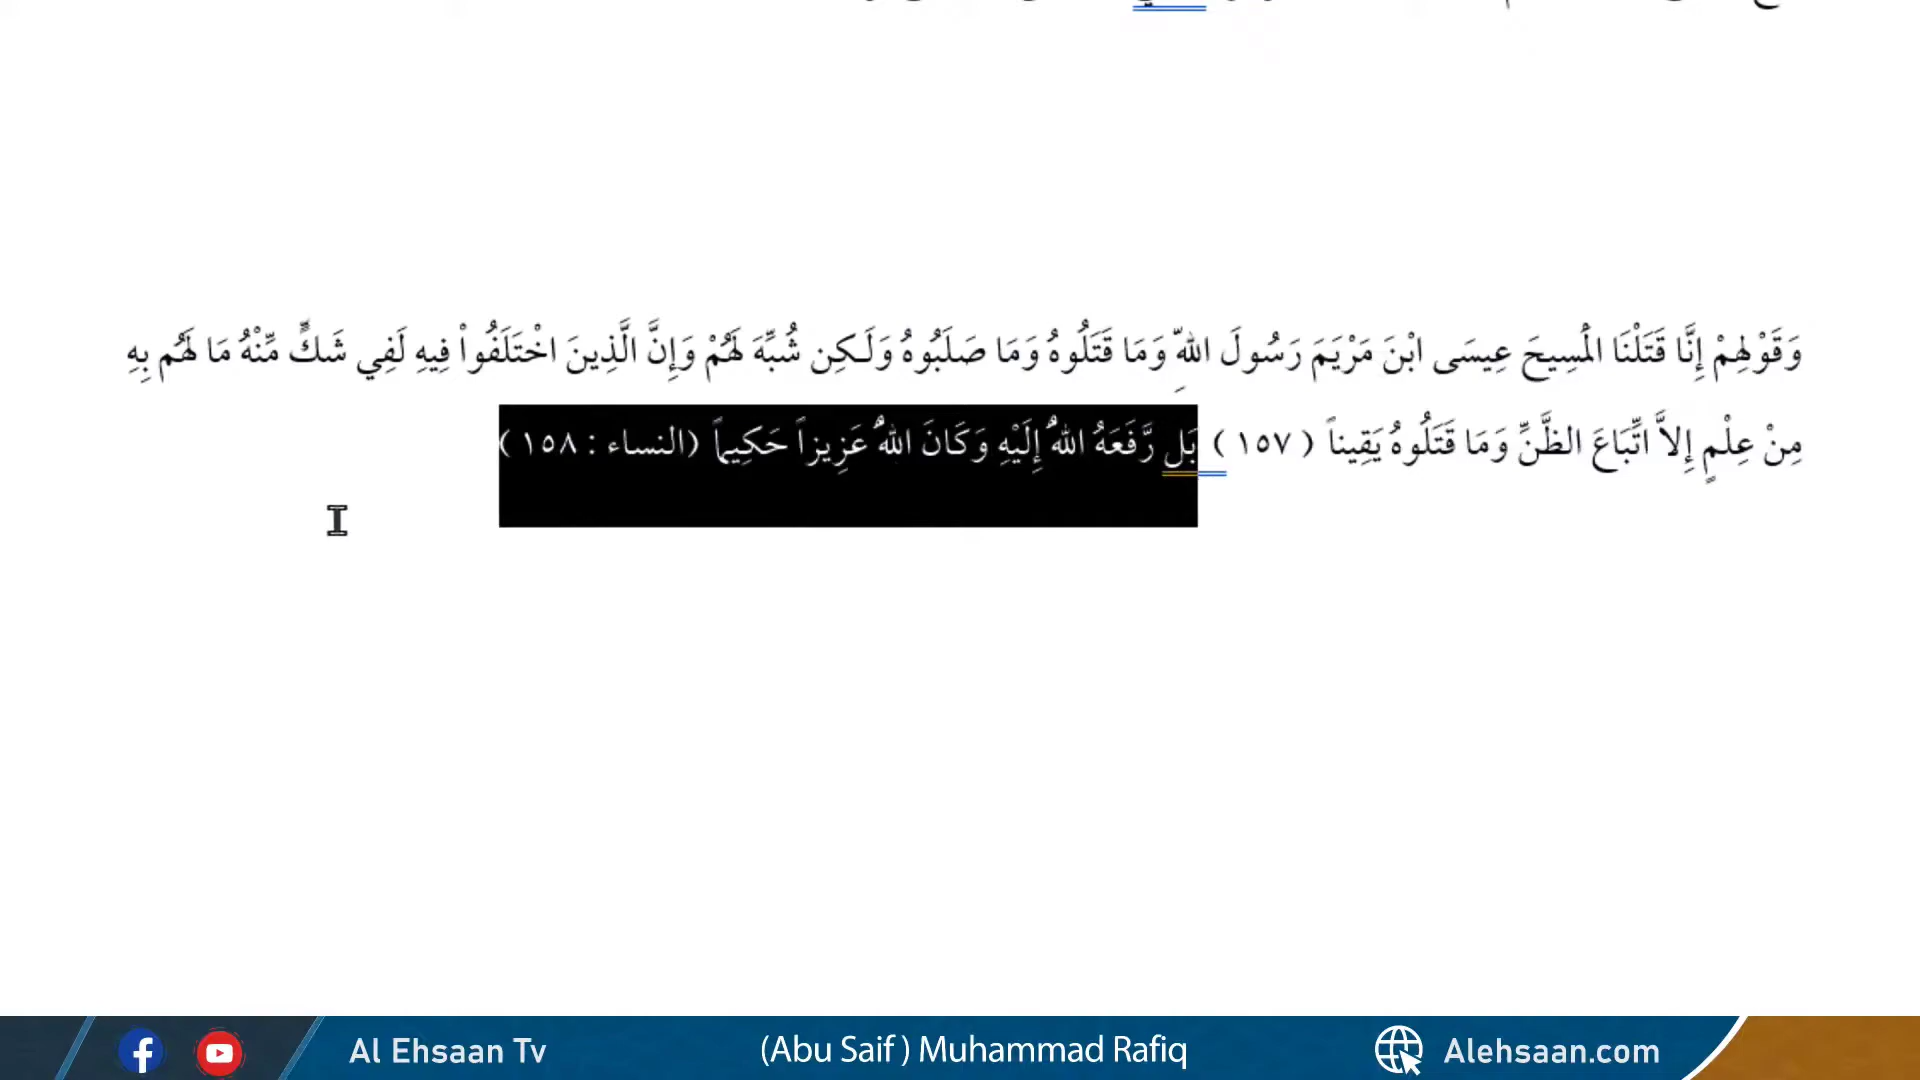 وَقَوْلِهِمْ إِنَّا قَتَلْنَا الْمَسِيحَ عِيسَى ابْنَ مَرْيَمَ رَسُولَ اللّهِ وَمَا قَتَلُوهُ وَمَا صَلَبُوهُ وَلَـكِن شُبِّهَ لَهُمْ وَإِنَّ الَّذِينَ اخْتَلَفُواْ فِيهِ لَفِي شَكٍّ مِّنْهُ مَا لَهُم بِهِ
مِنْ عِلْمٍ إِلاَّ اتِّبَاعَ الظَّنِّ وَمَا قَتَلُوهُ يَقِيناً (١٥٧) بَل رَّفَعَهُ اللّهُ إِلَيْهِ وَكَانَ اللّهُ عَزِيزاً حَكِيماً (النساء : ١٥٨)
Al Ehsaan Tv
(Abu Saif ) Muhammad Rafiq
Alehsaan.com